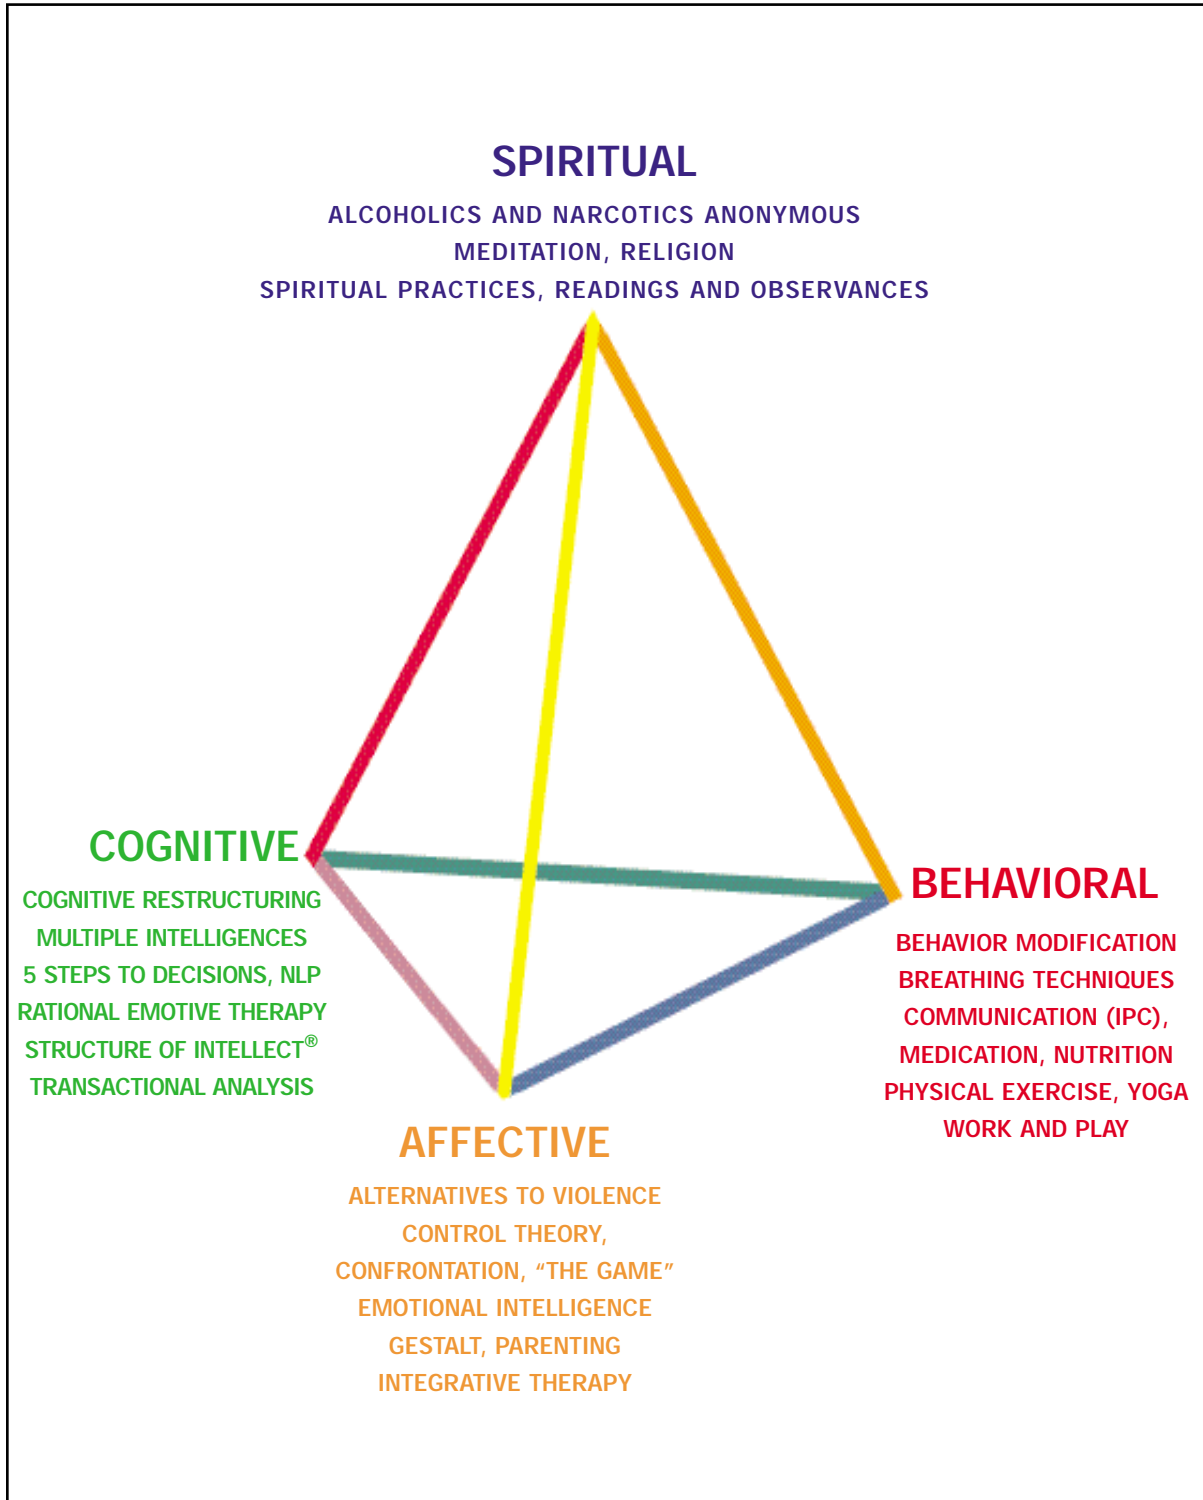 SPIRITUAL
ALCOHOLICS AND NARCOTICS ANONYMOUS
MEDITATION, RELIGION
SPIRITUAL PRACTICES, READINGS AND OBSERVANCES
COGNITIVE
COGNITIVE RESTRUCTURING
MULTIPLE INTELLIGENCES
5 STEPS TO DECISIONS, NLP
RATIONAL EMOTIVE THERAPY
STRUCTURE OF INTELLECT®
TRANSACTIONAL ANALYSIS
BEHAVIORAL
BEHAVIOR MODIFICATION
BREATHING TECHNIQUES
COMMUNICATION (IPC),
MEDICATION, NUTRITION
PHYSICAL EXERCISE, YOGA
WORK AND PLAY
AFFECTIVE
ALTERNATIVES TO VIOLENCE
CONTROL THEORY,
CONFRONTATION, “THE GAME”
EMOTIONAL INTELLIGENCE
GESTALT, PARENTING
INTEGRATIVE THERAPY